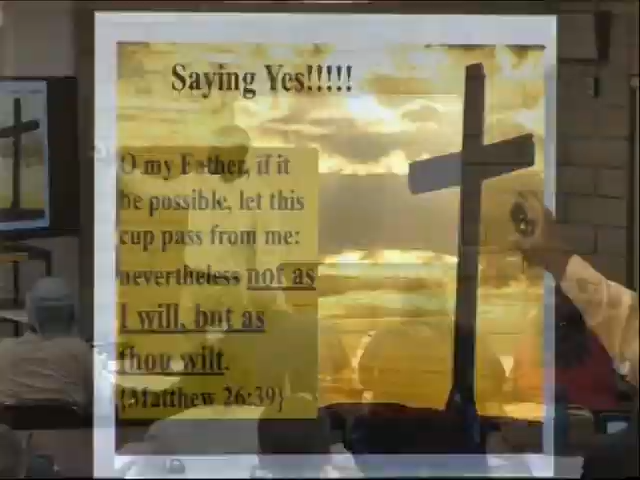 Saying Yes!!!!!
O my Father, if it
be possible, let this
cup pass from me:
nevertheless not as
I will, but as
thou wilt.
{Matthew 26:39}